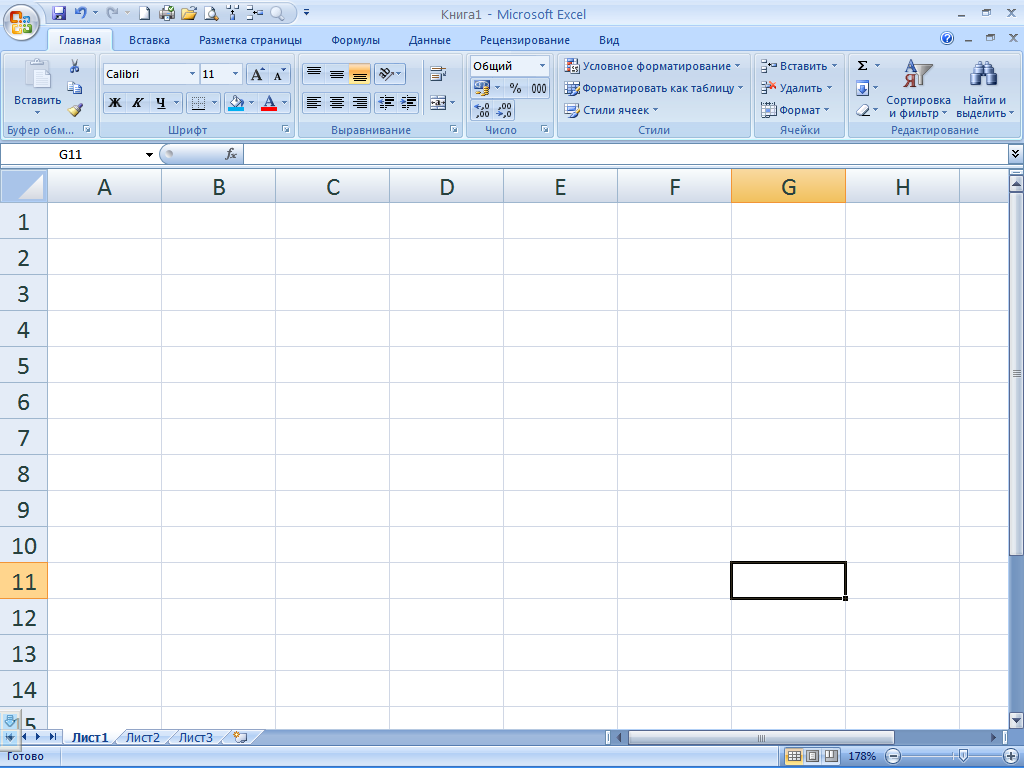 Книга1 - Microsoft Excel
Главная Вставка Разметка страницы Формулы Данные Рецензирование Вид
Вставить
Буфер обм...
Calibri 11
Ж К Ч
Шрифт
Выравнивание
Общий
% 000
,00 ,00
Число
Условное форматирование
Форматировать как таблицу
Стили ячеек
Стили
Вставить
Удалить
Формат
Ячейки
Σ
Сортировка и фильтр
Найти и выделить
Редактирование
G11 fx
A B C D E F G H
1
2
3
4
5
6
7
8
9
10
11
12
13
14
15
Лист1 Лист2 Лист3
Готово 178%